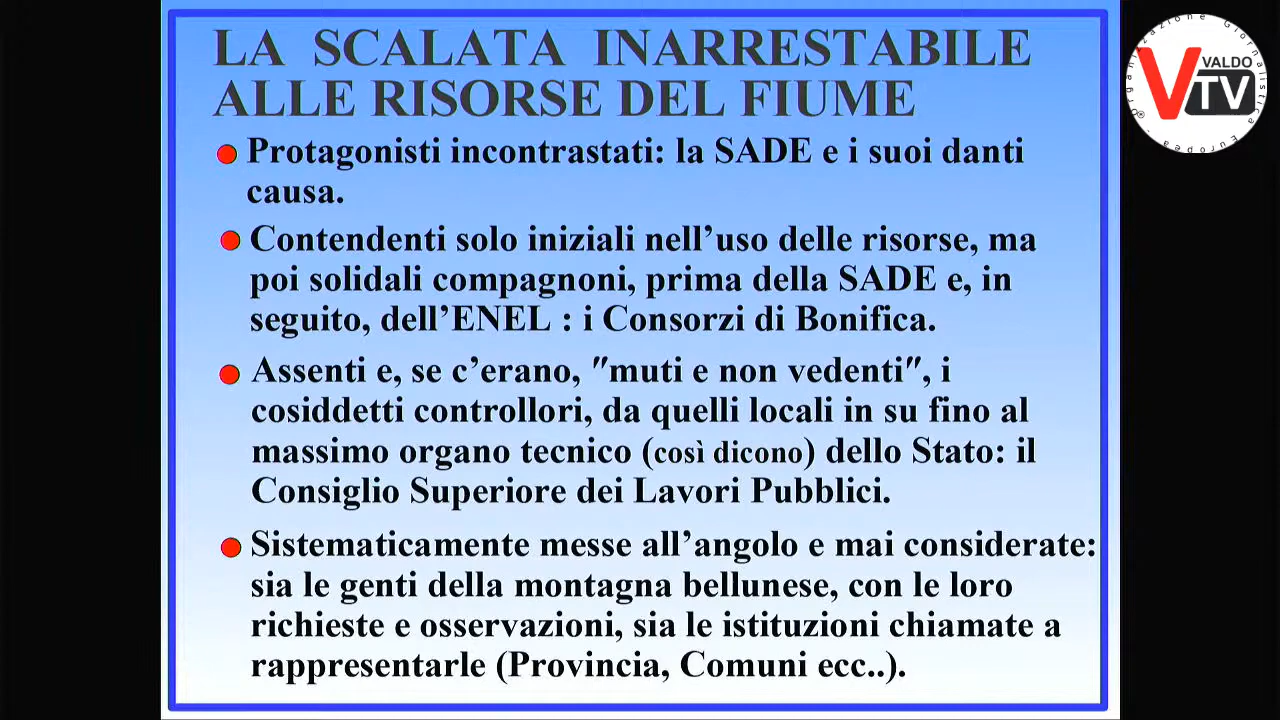 LA SCALATA INARRESTABILE
ALLE RISORSE DEL FIUME
Protagonisti incontrastati: la SADE e i suoi danti
causa.
Contendenti solo iniziali nell’uso delle risorse, ma
poi solidali compagnoni, prima della SADE e, in
seguito, dell’ENEL : i Consorzi di Bonifica.
Assenti e, se c’erano, "muti e non vedenti", i
cosiddetti controllori, da quelli locali in su fino al
massimo organo tecnico (così dicono) dello Stato: il
Consiglio Superiore dei Lavori Pubblici.
Sistematicamente messe all’angolo e mai considerate:
sia le genti della montagna bellunese, con le loro
richieste e osservazioni, sia le istituzioni chiamate a
rappresentarle (Provincia, Comuni ecc..).
VALDO
VTV
Organizzazione Giornalistica Europea ®